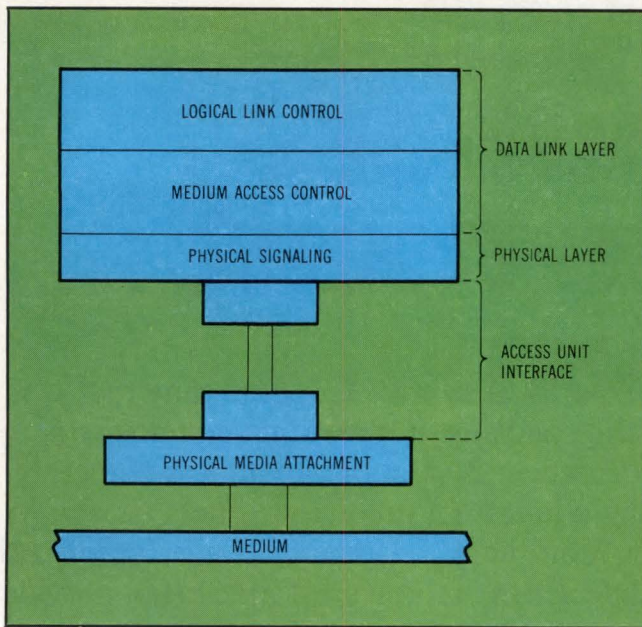 LOGICAL LINK CONTROL
DATA LINK LAYER
MEDIUM ACCESS CONTROL
PHYSICAL SIGNALING
PHYSICAL LAYER
ACCESS UNIT
INTERFACE
PHYSICAL MEDIA ATTACHMENT
MEDIUM